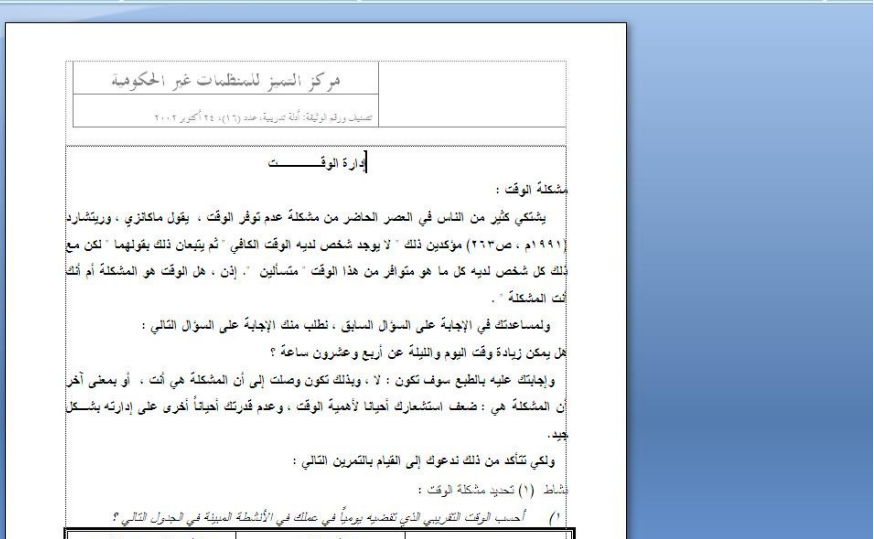 مركز التميز للمنظمات غير الحكومية
تصنيف ورقم الوثيقة: أدلة تدريبية، عدد (١٦)، ٢٤ أكتوبر ٢٠٠٢
إدارة الوقـــــــت
مشكلة الوقت :
يشتكي كثير من الناس في العصر الحاضر من مشكلة عدم توفر الوقت ، يقول ماكانزي ، وريتشارد
(١٩٩١م ، ص٢٦٣) مؤكدين ذلك " لا يوجد شخص لديه الوقت الكافي " ثم يتبعان ذلك بقولهما " لكن مع
ذلك كل شخص لديه كل ما هو متوافر من هذا الوقت " متسألين ". إذن ، هل الوقت هو المشكلة أم أنك
أنت المشكلة " .
ولمساعدتك في الإجابة على السؤال السابق ، نطلب منك الإجابة على السؤال التالي :
هل يمكن زيادة وقت اليوم والليلة عن أربع وعشرون ساعة ؟
وإجابتك عليه بالطبع سوف تكون : لا ، وبذلك تكون وصلت إلى أن المشكلة هي أنت ، أو بمعنى آخر
أن المشكلة هي : ضعف استشعارك أحيانا لأهمية الوقت ، وعدم قدرتك أحياناً أخرى على إدارته بشـــكل
جيد.
ولكي تتأكد من ذلك ندعوك إلى القيام بالتمرين التالي :
نشاط (١) تحديد مشكلة الوقت :
١) أحسب الوقت التقريبي الذي تقضيه يومياً في عملك في الأنشطة المبينة في الجدول التالي ؟